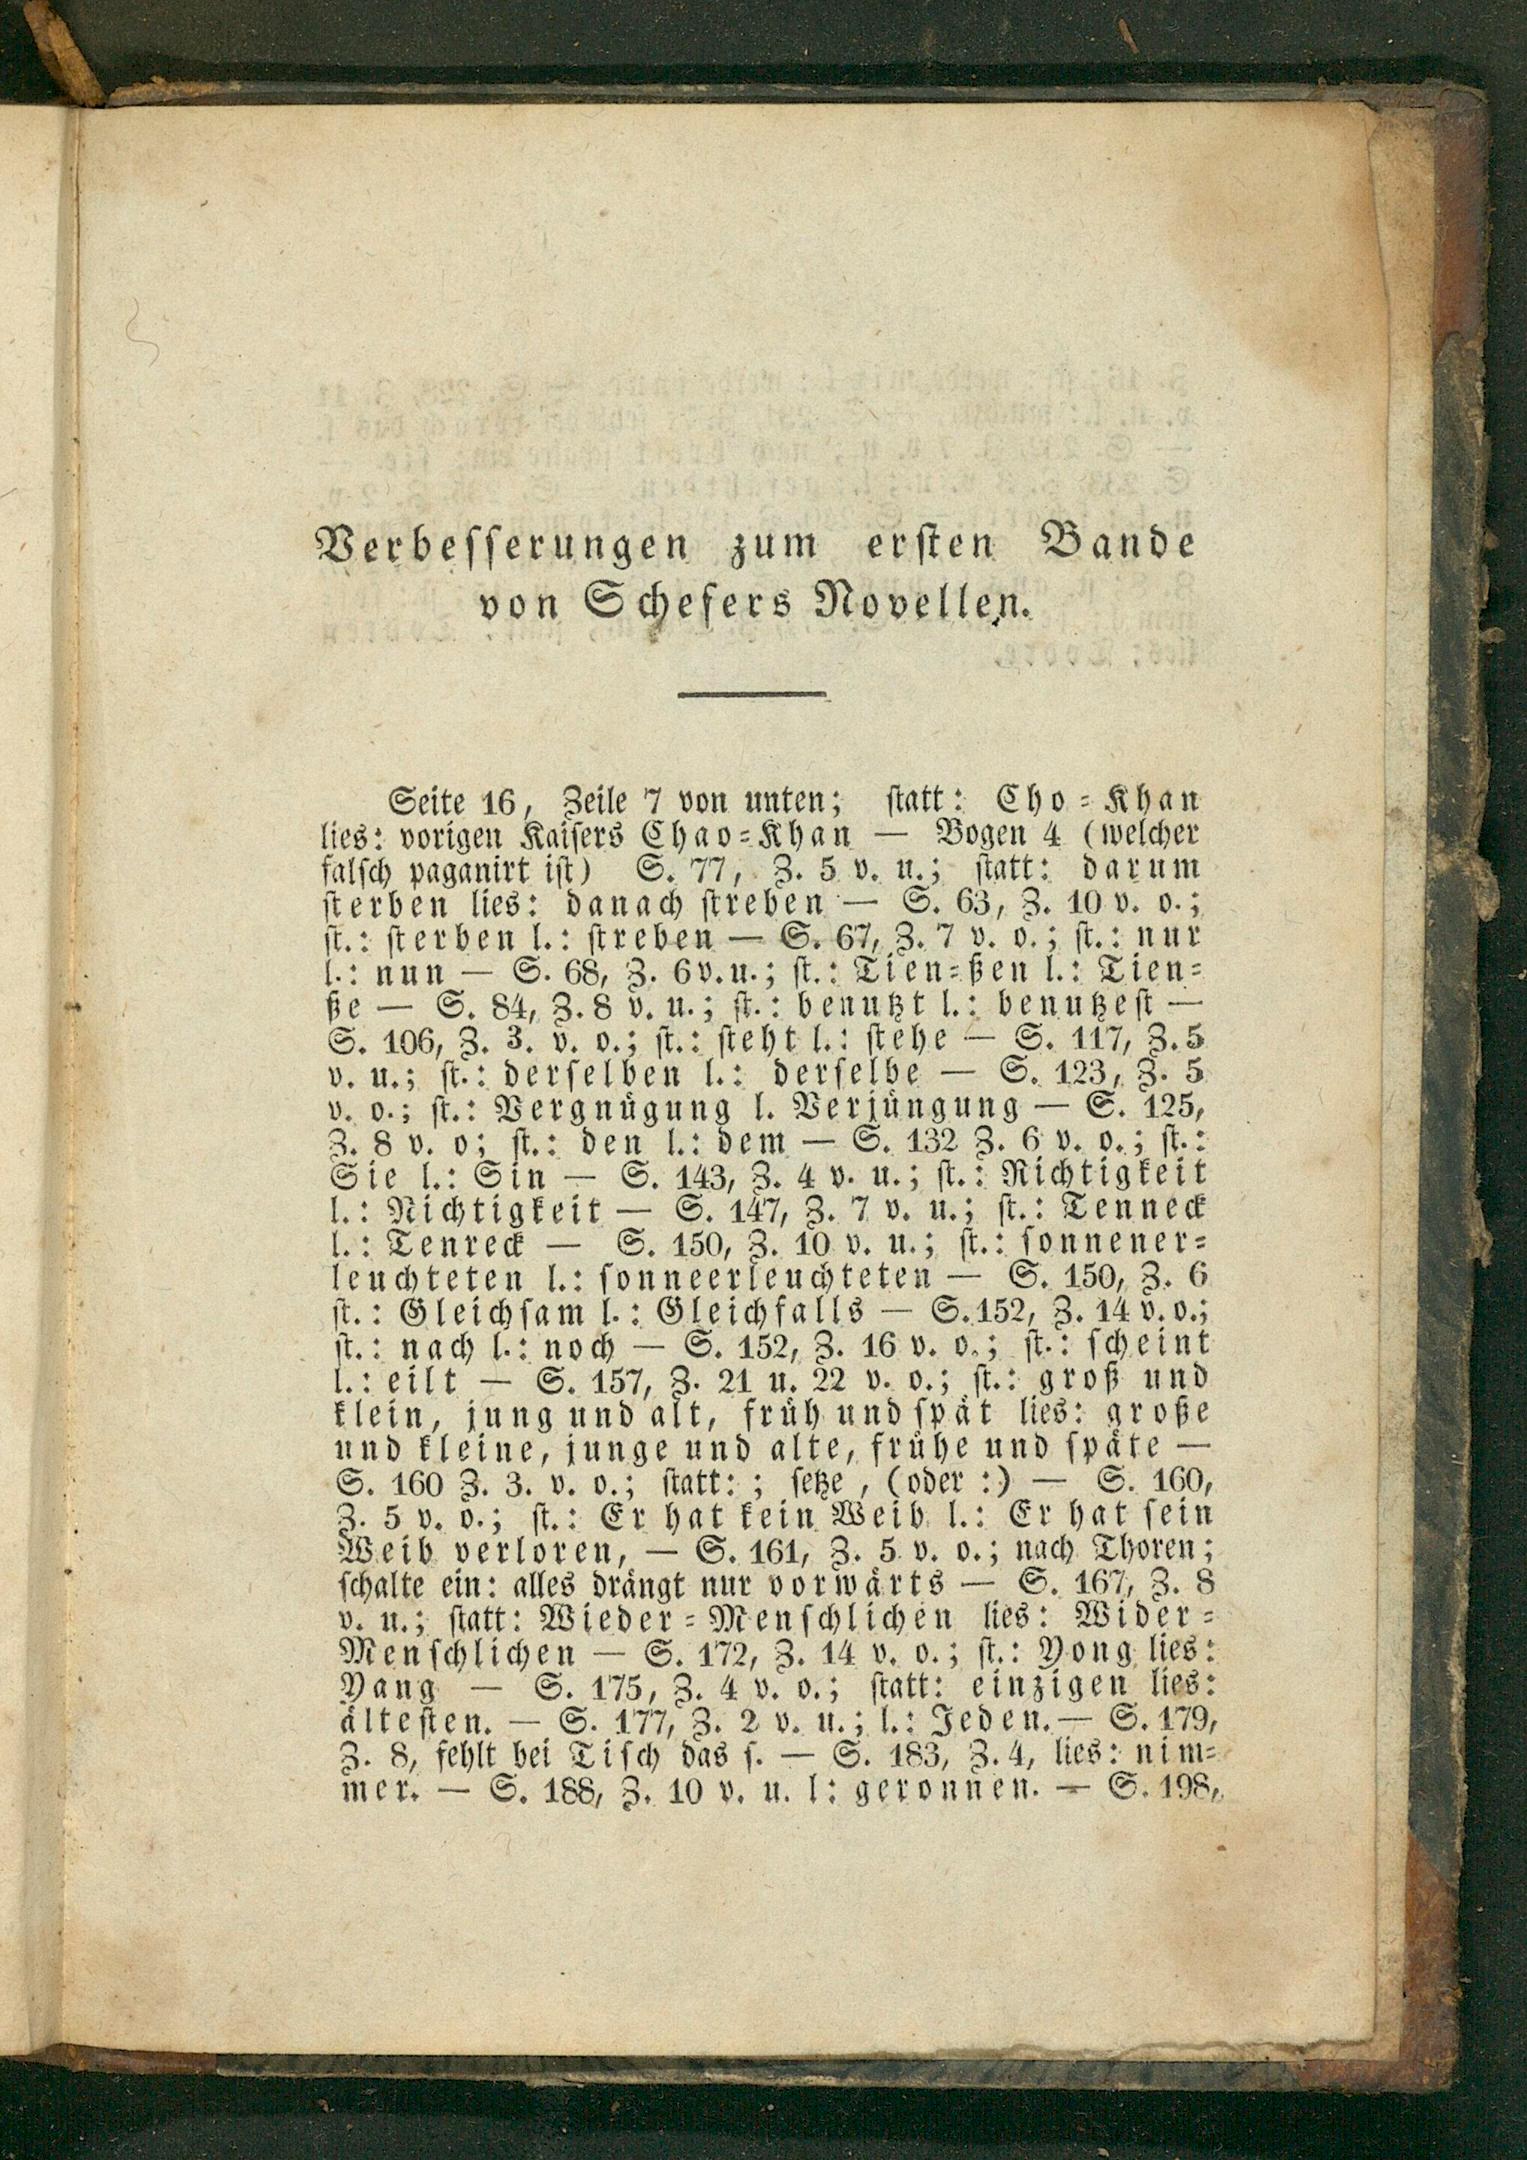 Verbesserungen zum ersten Bande
von Schefers Novellen.
Seite 16, Zeile 7 von unten; statt: Cho-Khan
lies: vorigen Kaisers Chao-Khan — Bogen 4 (welcher
falsch paganirt ist) S. 77, Z. 5 v. u.; statt: darum
sterben lies: danach streben — S. 63, Z. 10 v. o.;
st.: sterben l.: streben — S. 67, Z. 7 v. o.; st.: nur
l.: nun — S. 68, Z. 6 v. u.; st.: Tien-ßen l.: Tien-
ße — S. 84, Z. 8 v. u.; st.: benutzt l.: benutzest —
S. 106, Z. 3. v. o.; st.: steht l.: stehe — S. 117, Z. 5
v. u.; st.: derselben l.: derselbe — S. 123, Z. 5
v. o.; st.: Vergnügung l. Verjüngung — S. 125,
Z. 8 v. o; st.: den l.: dem — S. 132 Z. 6 v. o.; st.:
Sie l.: Sin — S. 143, Z. 4 v. u.; st.: Richtigkeit
l.: Nichtigkeit — S. 147, Z. 7 v. u.; st.: Tenneck
l.: Tenreck — S. 150, Z. 10 v. u.; st.: sonnener-
leuchteten l.: sonneerleuchteten — S. 150, Z. 6
st.: Gleichsam l.: Gleichfalls — S. 152, Z. 14 v. o.;
st.: nach l.: noch — S. 152, Z. 16 v. o.; st.: scheint
l.: eilt — S. 157, Z. 21 u. 22 v. o.; st.: groß und
klein, jung und alt, früh und spät lies: große
und kleine, junge und alte, frühe und späte —
S. 160 Z. 3. v. o.; statt: ; setze , (oder :) — S. 160,
Z. 5 v. o.; st.: Er hat kein Weib l.: Er hat sein
Weib verloren, — S. 161, Z. 5 v. o.; nach Thoren;
schalte ein: alles drängt nur vorwärts — S. 167, Z. 8
v. u.; statt: Wieder-Menschlichen lies: Wider-
Menschlichen — S. 172, Z. 14 v. o.; st.: Yong lies:
Yang — S. 175, Z. 4 v. o.; statt: einzigen lies:
ältesten. — S. 177, Z. 2 v. u.; l.: Jeden. — S. 179,
Z. 8, fehlt bei Tisch das s. — S. 183, Z. 4, lies: nim-
mer. — S. 188, Z. 10 v. u. l: geronnen. — S. 198,